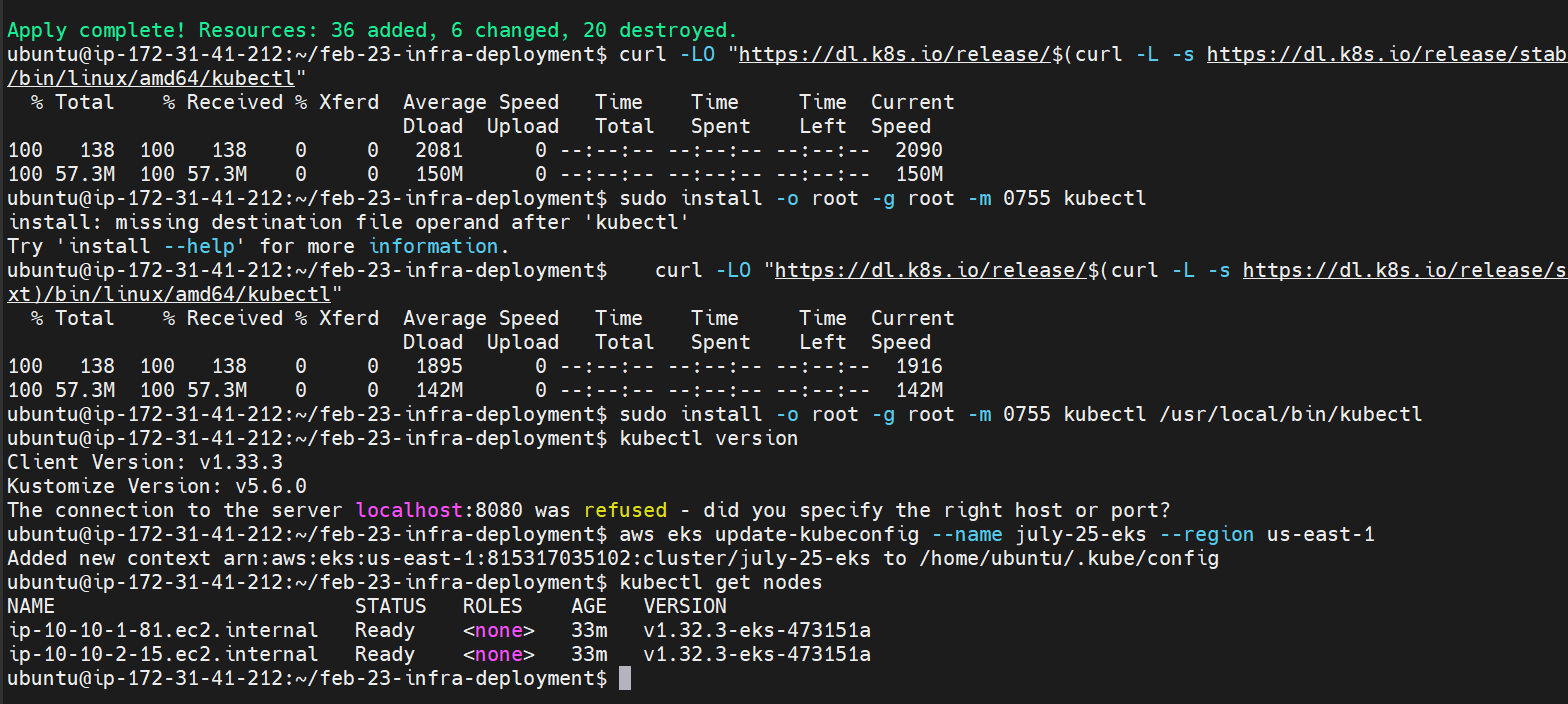 Apply complete! Resources: 36 added, 6 changed, 20 destroyed.
ubuntu@ip-172-31-41-212:~/feb-23-infra-deployment$ curl -LO "https://dl.k8s.io/release/$(curl -L -s https://dl.k8s.io/release/stab
/bin/linux/amd64/kubectl"
  % Total    % Received % Xferd  Average Speed   Time    Time     Time  Current
                                 Dload  Upload   Total   Spent    Left  Speed
100   138  100   138    0     0   2081      0 --:--:-- --:--:-- --:--:--  2090
100 57.3M  100 57.3M    0     0   150M      0 --:--:-- --:--:-- --:--:--  150M
ubuntu@ip-172-31-41-212:~/feb-23-infra-deployment$ sudo install -o root -g root -m 0755 kubectl
install: missing destination file operand after 'kubectl'
Try 'install --help' for more information.
ubuntu@ip-172-31-41-212:~/feb-23-infra-deployment$    curl -LO "https://dl.k8s.io/release/$(curl -L -s https://dl.k8s.io/release/s
xt)/bin/linux/amd64/kubectl"
  % Total    % Received % Xferd  Average Speed   Time    Time     Time  Current
                                 Dload  Upload   Total   Spent    Left  Speed
100   138  100   138    0     0   1895      0 --:--:-- --:--:-- --:--:--  1916
100 57.3M  100 57.3M    0     0   142M      0 --:--:-- --:--:-- --:--:--  142M
ubuntu@ip-172-31-41-212:~/feb-23-infra-deployment$ sudo install -o root -g root -m 0755 kubectl /usr/local/bin/kubectl
ubuntu@ip-172-31-41-212:~/feb-23-infra-deployment$ kubectl version
Client Version: v1.33.3
Kustomize Version: v5.6.0
The connection to the server localhost:8080 was refused - did you specify the right host or port?
ubuntu@ip-172-31-41-212:~/feb-23-infra-deployment$ aws eks update-kubeconfig --name july-25-eks --region us-east-1
Added new context arn:aws:eks:us-east-1:815317035102:cluster/july-25-eks to /home/ubuntu/.kube/config
ubuntu@ip-172-31-41-212:~/feb-23-infra-deployment$ kubectl get nodes
NAME                         STATUS   ROLES    AGE   VERSION
ip-10-10-1-81.ec2.internal   Ready    <none>   33m   v1.32.3-eks-473151a
ip-10-10-2-15.ec2.internal   Ready    <none>   33m   v1.32.3-eks-473151a
ubuntu@ip-172-31-41-212:~/feb-23-infra-deployment$